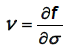 ν = ∂f / ∂σ